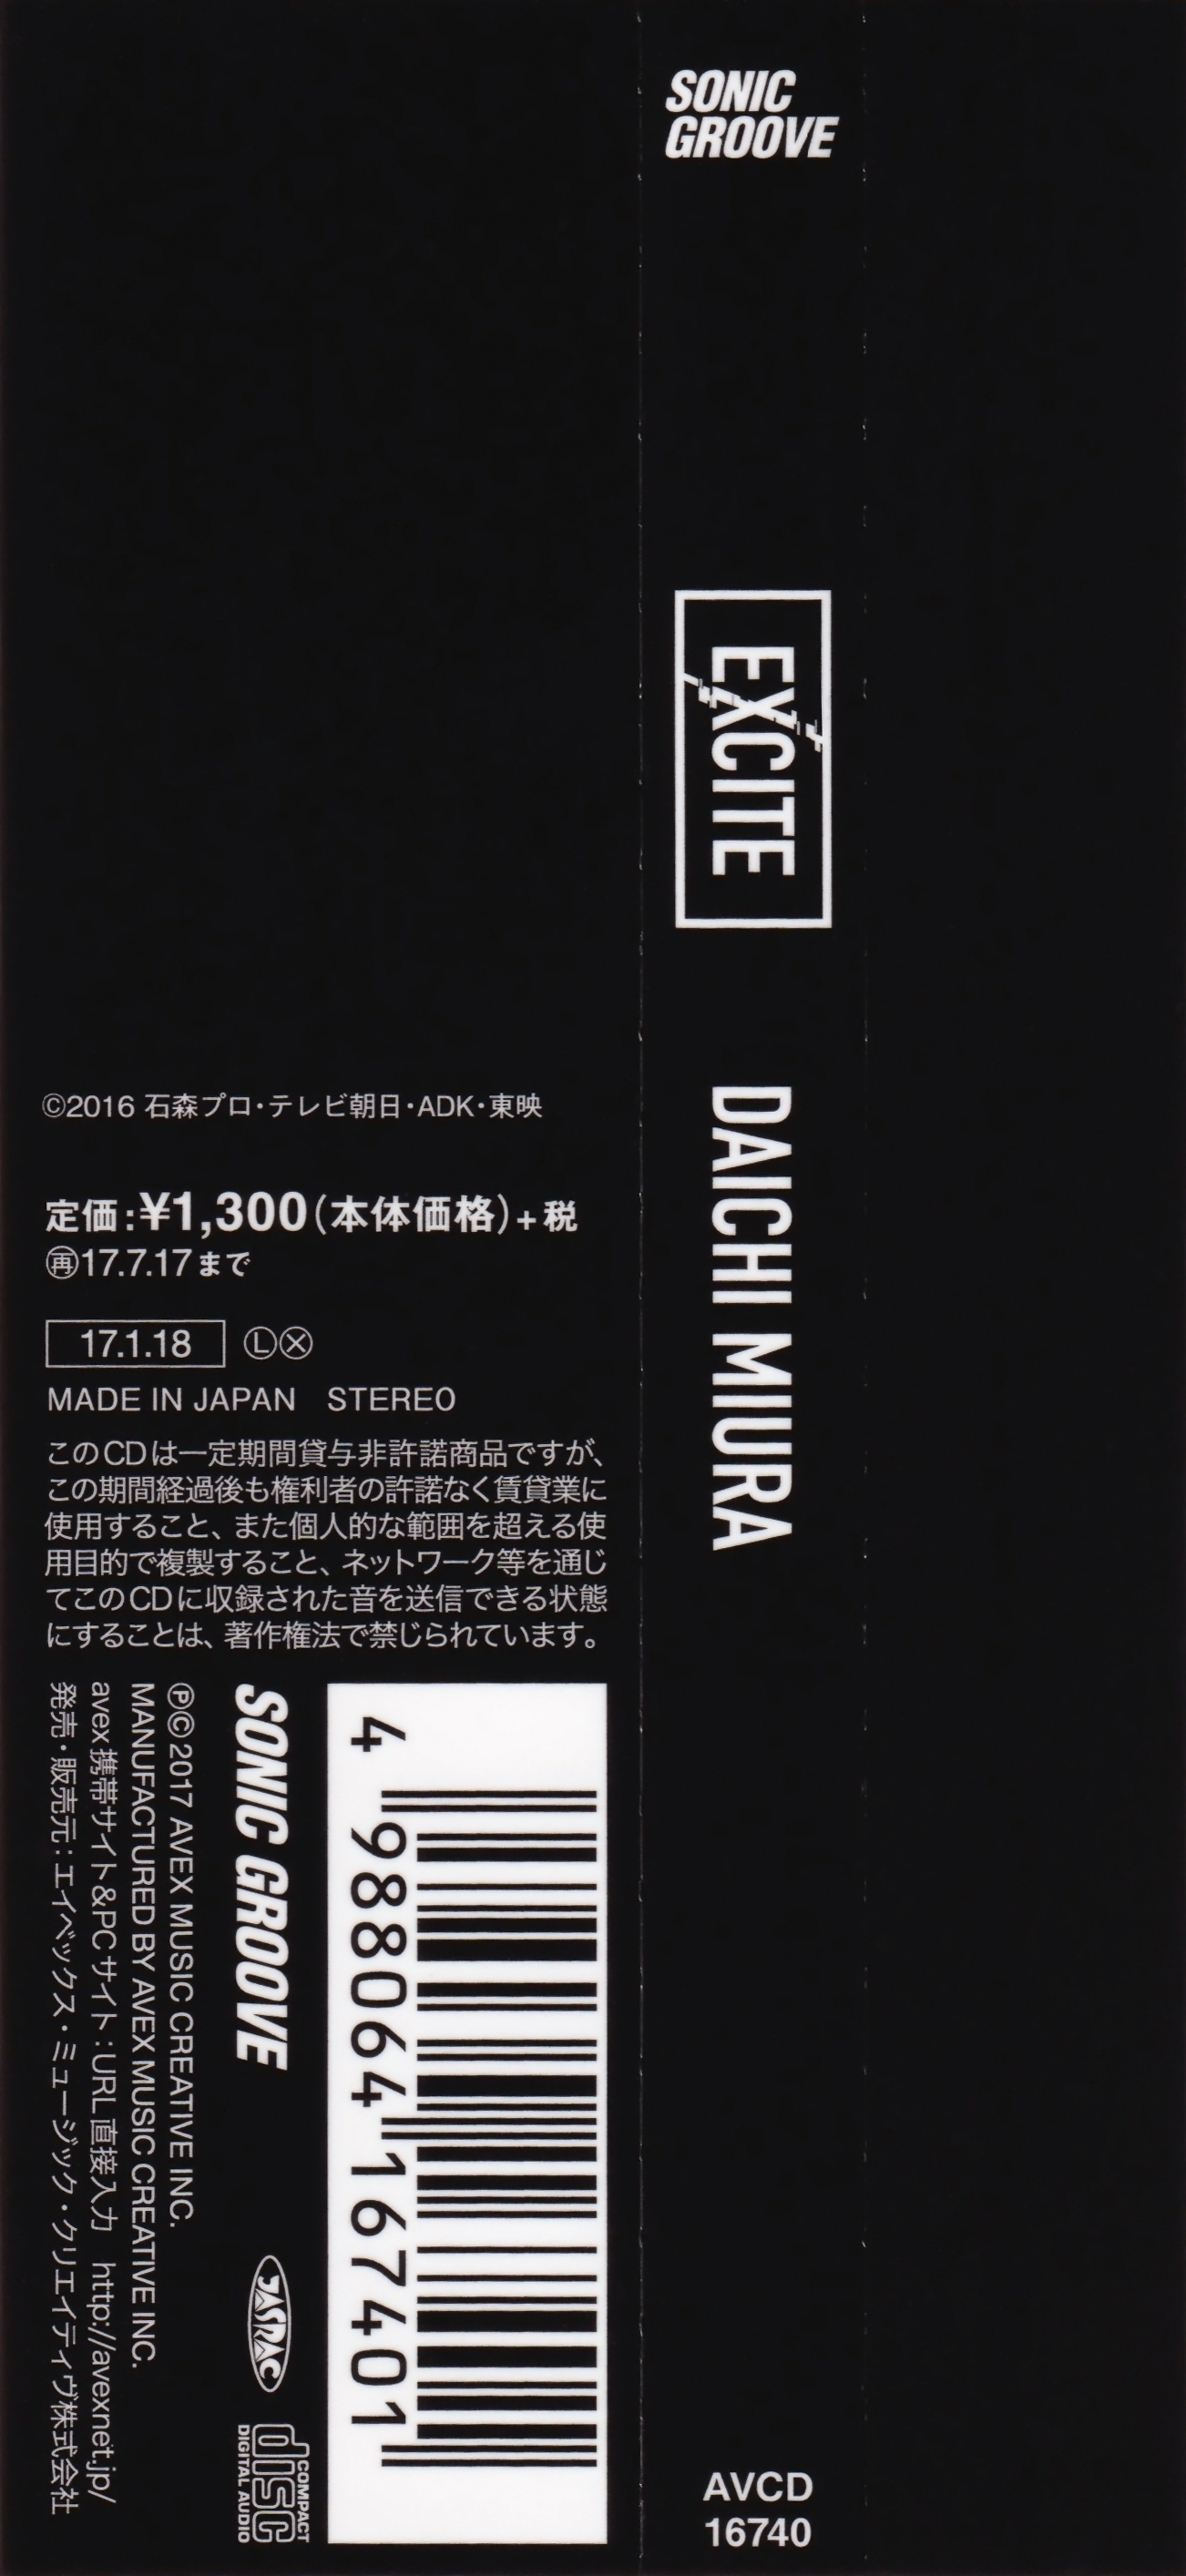 SONIC
GROOVE
EXCITE
DAICHI MIURA
AVCD
16740
©2016 石森プロ・テレビ朝日・ADK・東映
定価:¥1,300(本体価格)+税
㊢17.7.17まで
17.1.18 ⓁⓍ
MADE IN JAPAN STEREO
このCDは一定期間貸与非許諾商品ですが、
この期間経過後も権利者の許諾なく賃貸業に
使用すること、また個人的な範囲を超える使
用目的で複製すること、ネットワーク等を通じ
てこのCDに収録された音を送信できる状態
にすることは、著作権法で禁じられています。
4 988064 167401
SONIC GROOVE
JASRAC
COMPACT
disc
DIGITAL AUDIO
ⓅⒸ2017 AVEX MUSIC CREATIVE INC.
MANUFACTURED BY AVEX MUSIC CREATIVE INC.
avex携帯サイト&PCサイト:URL直接入力 http://avexnet.jp/
発売・販売元:エイベックス・ミュージック・クリエイティヴ株式会社